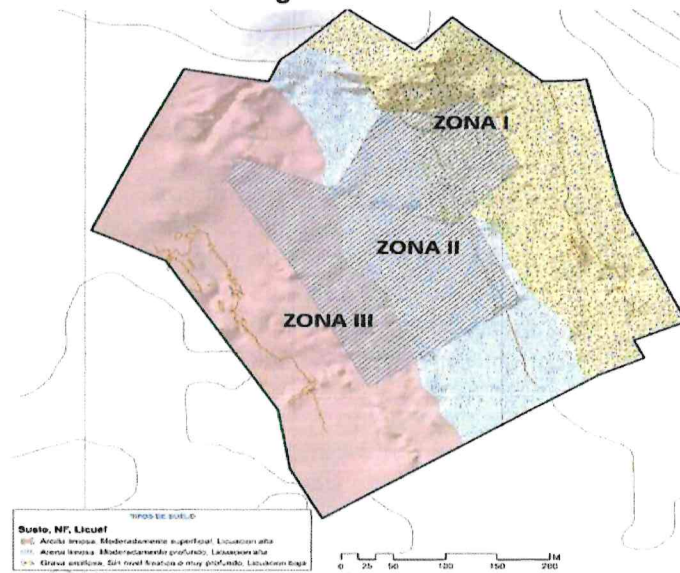 ZONA I
ZONA II
ZONA III
TIPOS DE SUELO
Suelo, NF, Licuef
Arcilla limosa, Moderadamente superficial, Licuacion alta
Arena limosa, Moderadamente profundo, Licuacion alta
Grava arcillosa, Sin nivel freatico o muy profundo, Licuacion baja
0 25 50 100 150 200 M